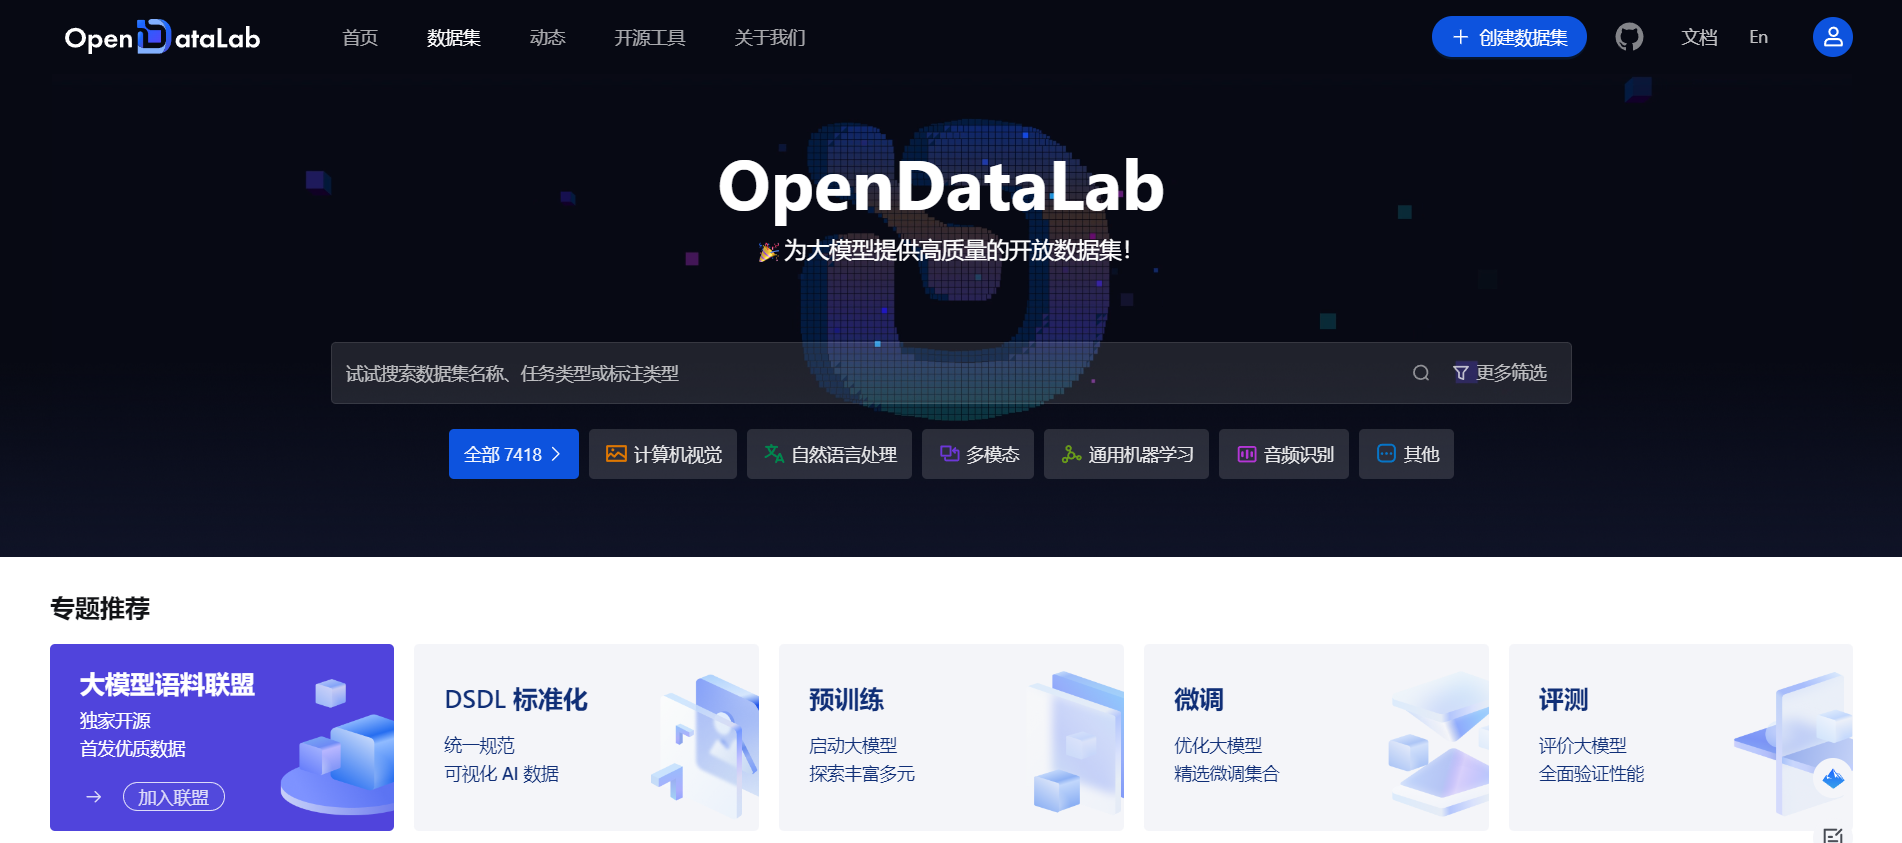 OpenDataLab
首页
数据集
动态
开源工具
关于我们
创建数据集
文档
En
OpenDataLab
为大模型提供高质量的开放数据集！
试试搜索数据集名称、任务类型或标注类型
更多筛选
全部 7418
计算机视觉
自然语言处理
多模态
通用机器学习
音频识别
其他
专题推荐
大模型语料联盟
独家开源
首发优质数据
加入联盟
DSDL 标准化
统一规范
可视化 AI 数据
预训练
启动大模型
探索丰富多元
微调
优化大模型
精选微调集合
评测
评价大模型
全面验证性能